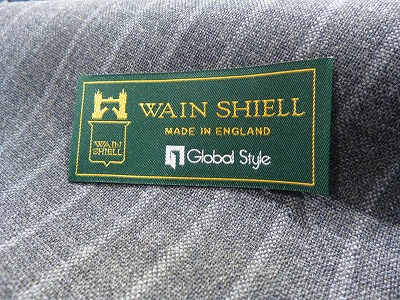 WAIN SHIELL
MADE IN ENGLAND
Global Style
WAIN
SHIELL